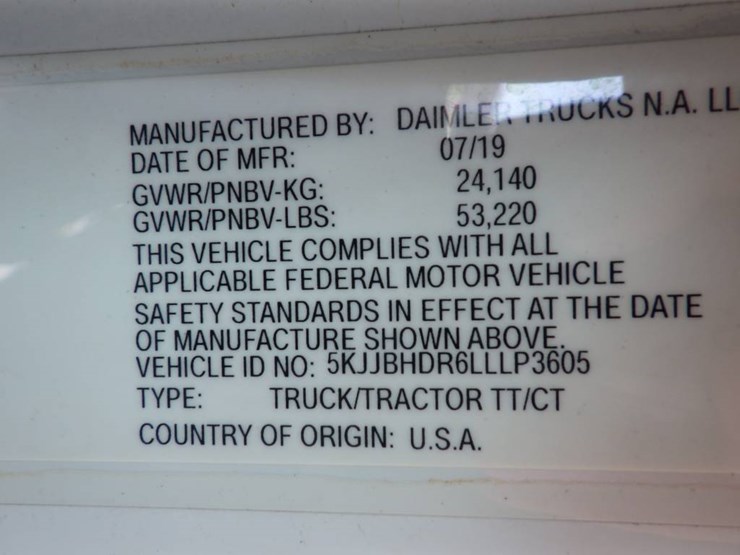 MANUFACTURED BY: DAIMLER TRUCKS N.A. LL
DATE OF MFR: 07/19
GVWR/PNBV-KG: 24,140
GVWR/PNBV-LBS: 53,220
THIS VEHICLE COMPLIES WITH ALL
APPLICABLE FEDERAL MOTOR VEHICLE
SAFETY STANDARDS IN EFFECT AT THE DATE
OF MANUFACTURE SHOWN ABOVE.
VEHICLE ID NO: 5KJJBHDR6LLLP3605
TYPE: TRUCK/TRACTOR TT/CT
COUNTRY OF ORIGIN: U.S.A.